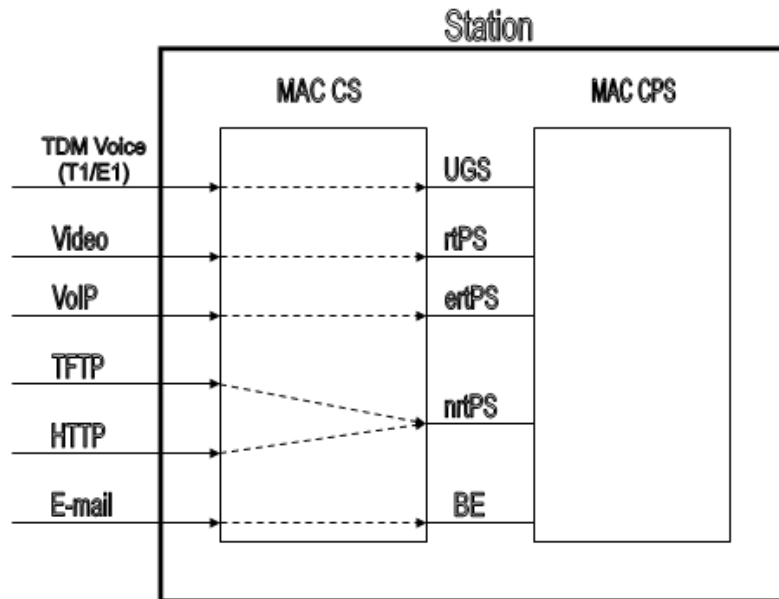 Station
MAC CS
MAC CPS
TDM Voice
(T1/E1)
UGS
Video
rtPS
VoIP
ertPS
TFTP
nrtPS
HTTP
E-mail
BE